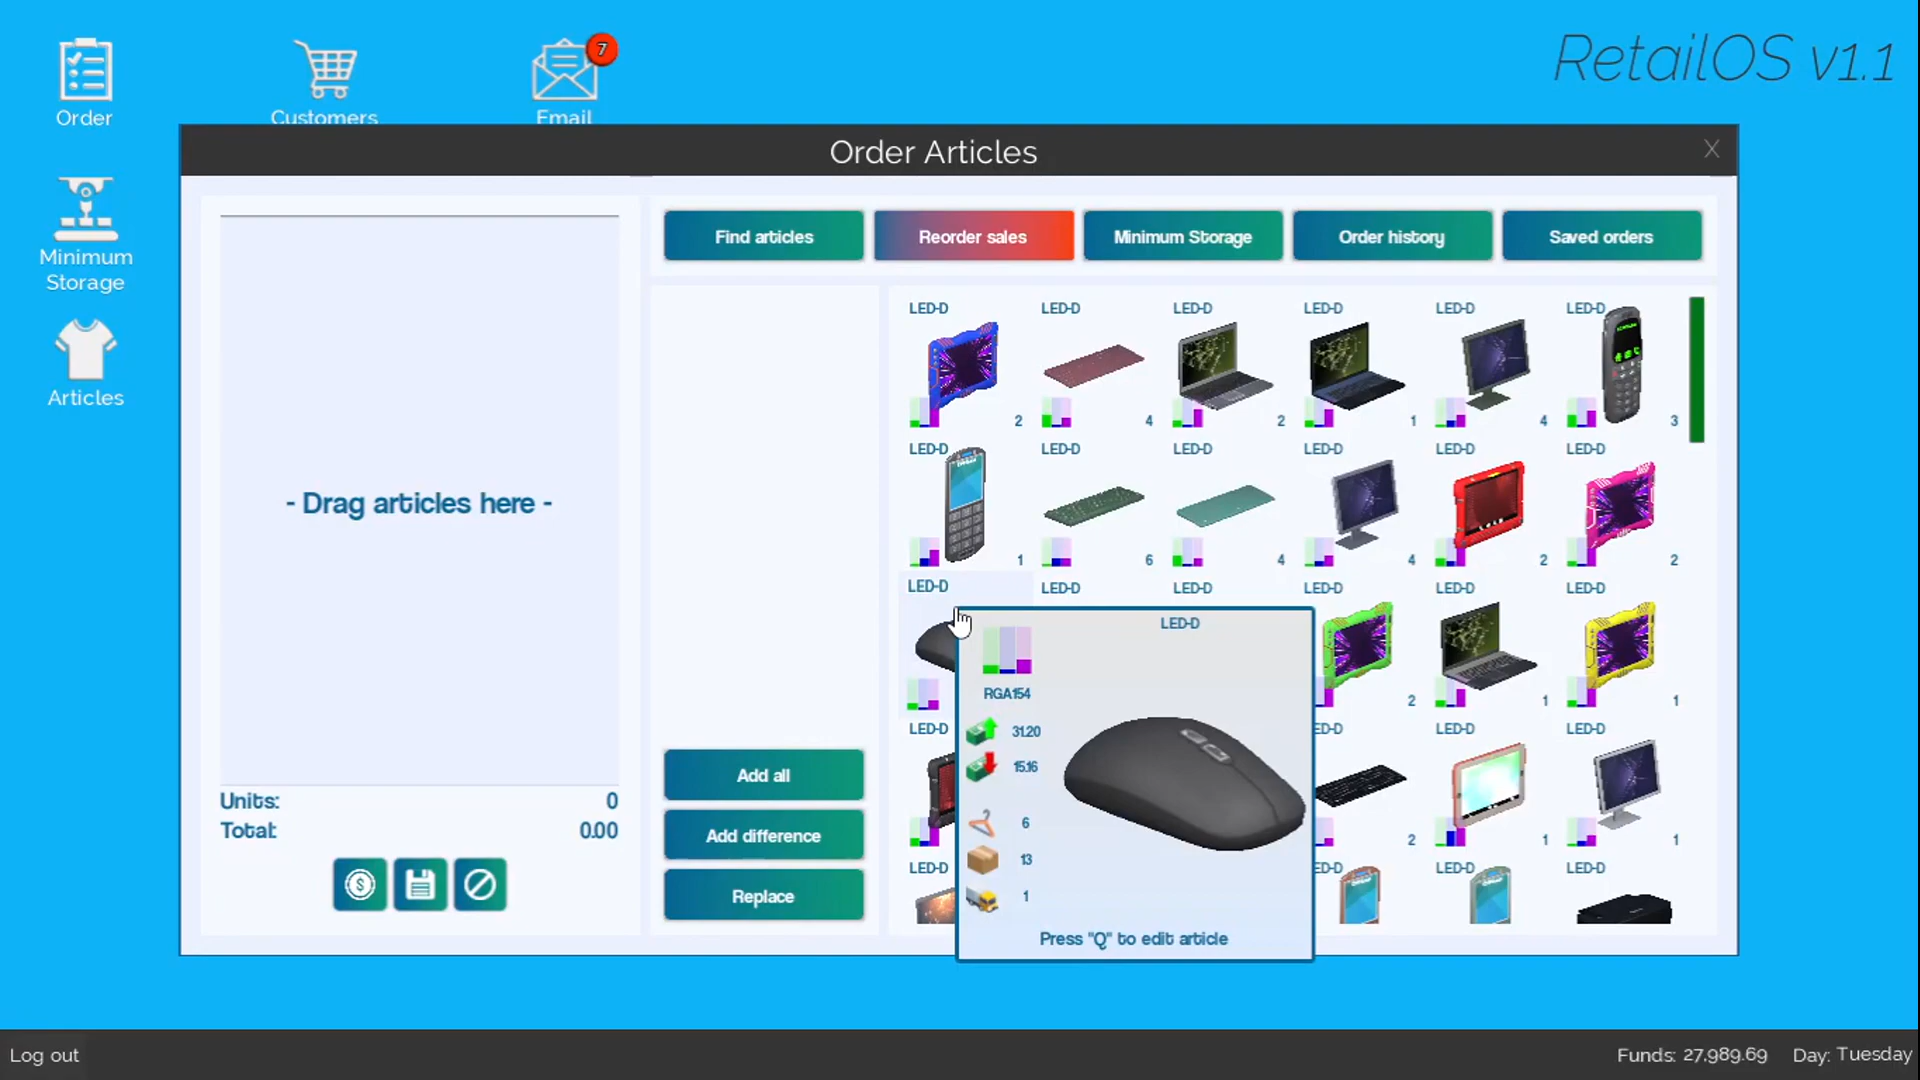 RetailOS v1.1
Order
Customers
Email
7
Minimum
Storage
Articles
Order Articles
X
Find articles
Reorder sales
Minimum Storage
Order history
Saved orders
- Drag articles here -
Units:
0
Total:
0.00
Add all
Add difference
Replace
LED-D
LED-D
LED-D
LED-D
LED-D
LED-D
2
4
2
1
4
3
LED-D
LED-D
LED-D
LED-D
LED-D
LED-D
1
6
4
4
2
2
LED-D
LED-D
LED-D
LED-D
LED-D
LED-D
2
1
1
LED-D
LED-D
LED-D
LED-D
2
1
1
LED-D
LED-D
LED-D
LED-D
LED-D
RGA154
31.20
15.16
6
13
1
Press "Q" to edit article
Log out
Funds: 27,989.69
Day: Tuesday